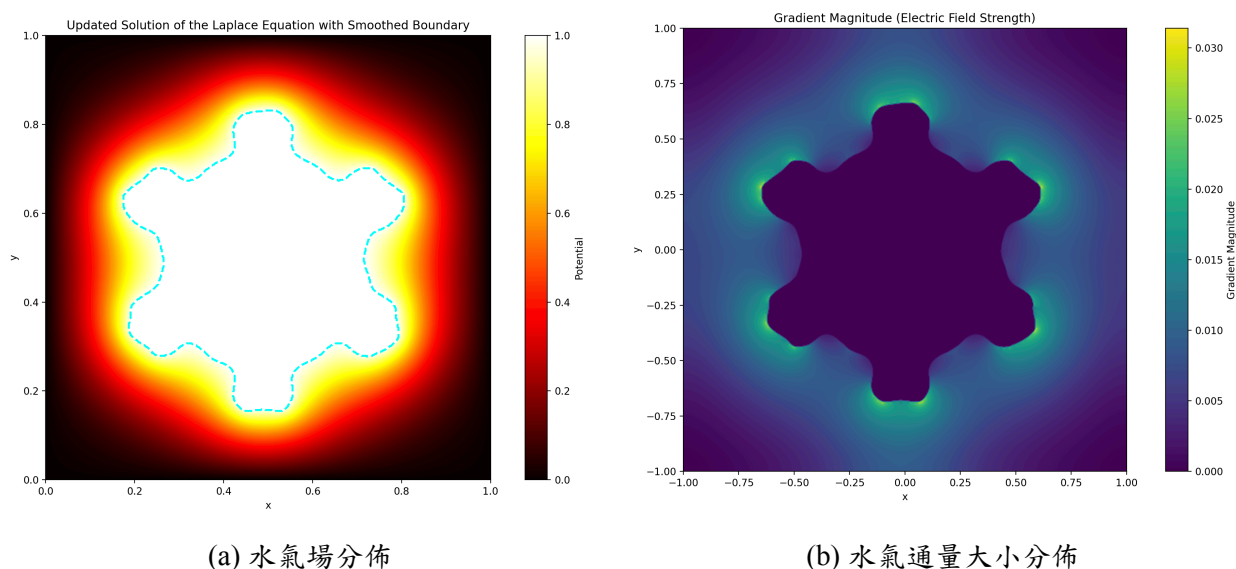 Updated Solution of the Laplace Equation with Smoothed Boundary
1.0
0.8
0.6
0.4
0.2
0.0
y
0.0 0.2 0.4 0.6 0.8 1.0
x
1.0
0.8
0.6
0.4
0.2
0.0
Potential
Gradient Magnitude (Electric Field Strength)
1.00
0.75
0.50
0.25
0.00
−0.25
−0.50
−0.75
−1.00
y
−1.00 −0.75 −0.50 −0.25 0.00 0.25 0.50 0.75 1.00
x
0.030
0.025
0.020
0.015
0.010
0.005
0.000
Gradient Magnitude
(a) 水氣場分佈
(b) 水氣通量大小分佈